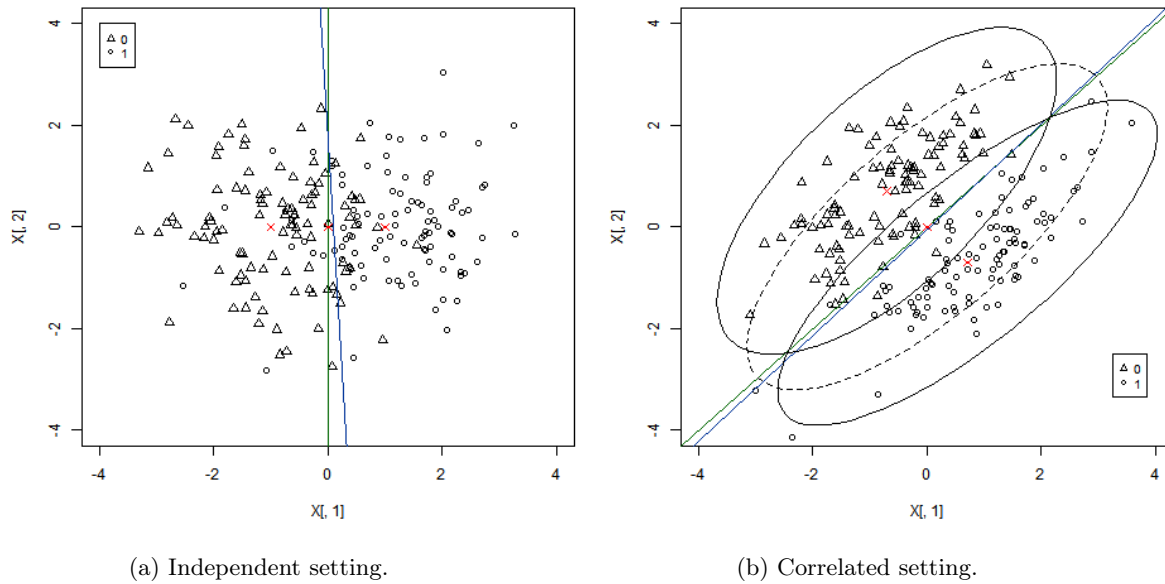 4
2
0
-2
-4
X[, 2]
0
1
-4 -2 0 2 4
X[, 1]
(a) Independent setting.
4
2
0
-2
-4
X[, 2]
0
1
-4 -2 0 2 4
X[, 1]
(b) Correlated setting.